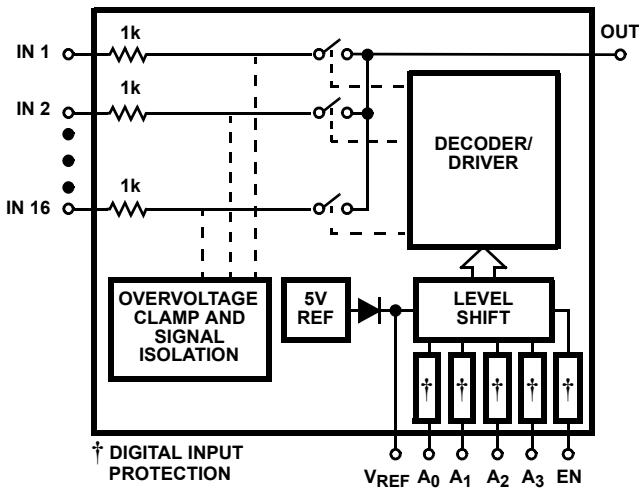 1k
OUT
IN 1
1k
IN 2
DECODER/
DRIVER
1k
IN 16
OVERVOLTAGE
CLAMP AND
SIGNAL
ISOLATION
5V
REF
LEVEL
SHIFT
† † † † †
† DIGITAL INPUT
PROTECTION
VREF A0 A1 A2 A3 EN